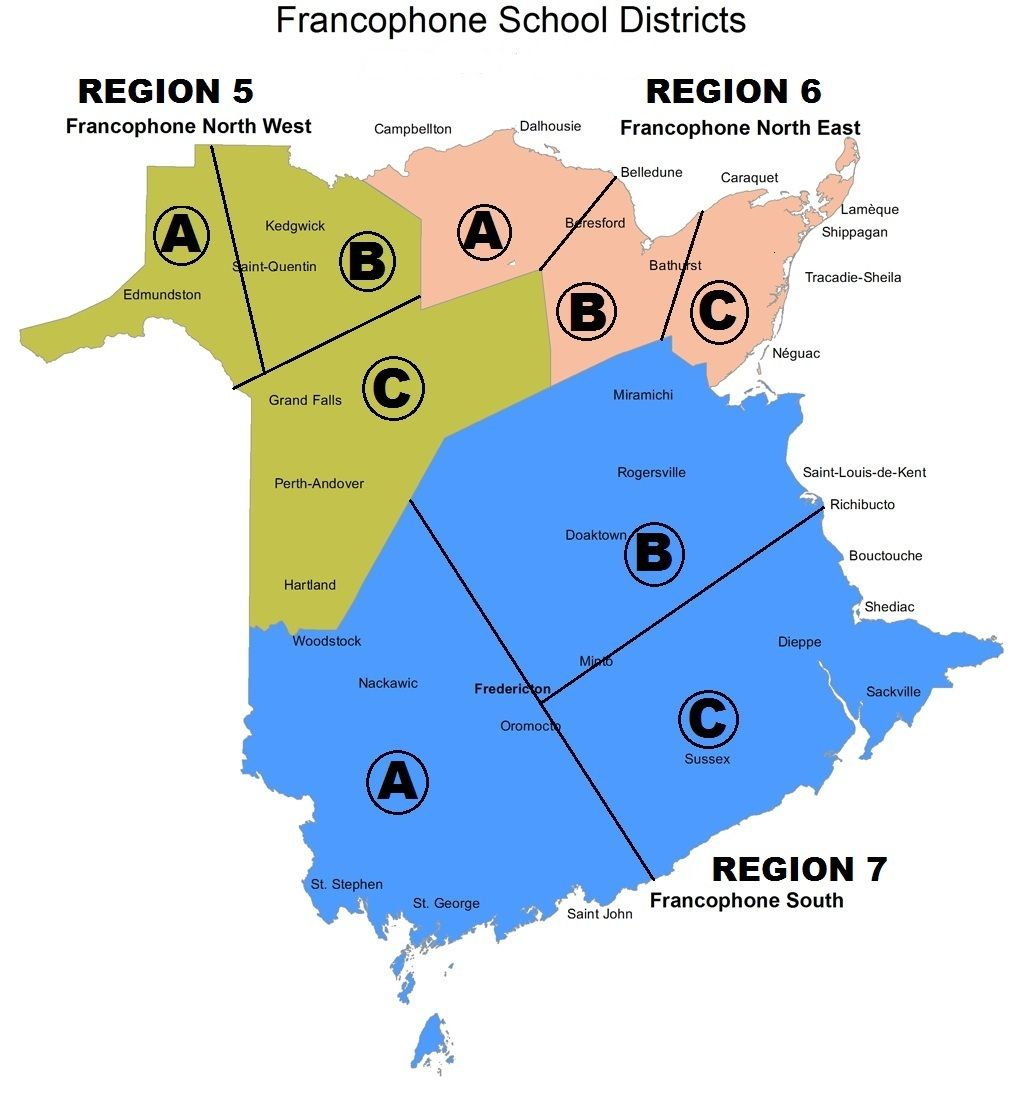 Francophone School Districts
REGION 5
REGION 6
Francophone North West
Francophone North East
Campbellton
Dalhousie
Belledune
Caraquet
Lamèque
Shippagan
A
Kedgwick
B
Saint-Quentin
Edmundston
A
Beresford
Bathurst
B
C
Tracadie-Sheila
Néguac
Grand Falls
C
Miramichi
Perth-Andover
Rogersville
Saint-Louis-de-Kent
Richibucto
Doaktown
B
Bouctouche
Hartland
Shediac
Woodstock
Dieppe
Minto
Nackawic
Fredericton
Sackville
Oromocto
C
Sussex
A
REGION 7
St. Stephen
St. George
Francophone South
Saint John